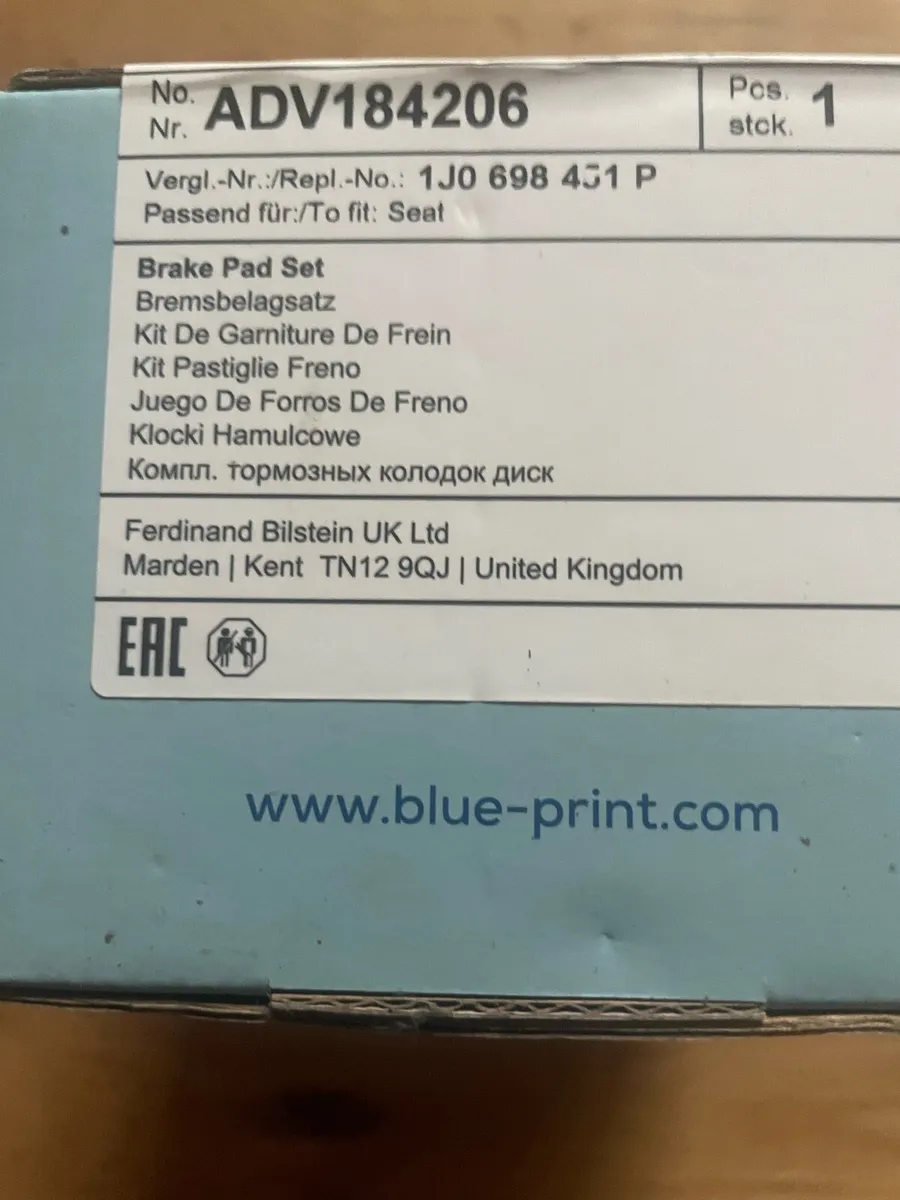 No. ADV184206
Nr.
Pcs. 1
stck.
Vergl.-Nr.:/Repl.-No.: 1J0 698 451 P
Passend für:/To fit: Seat
Brake Pad Set
Bremsbelagsatz
Kit De Garniture De Frein
Kit Pastiglie Freno
Juego De Forros De Freno
Klocki Hamulcowe
Компл. тормозных колодок диск
Ferdinand Bilstein UK Ltd
Marden | Kent TN12 9QJ | United Kingdom
EAC
www.blue-print.com